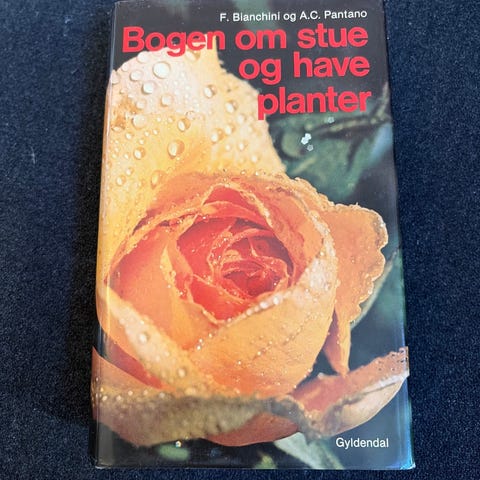 F. Bianchini og A.C. Pantano
Bogen om stue
og have
planter
Gyldendal